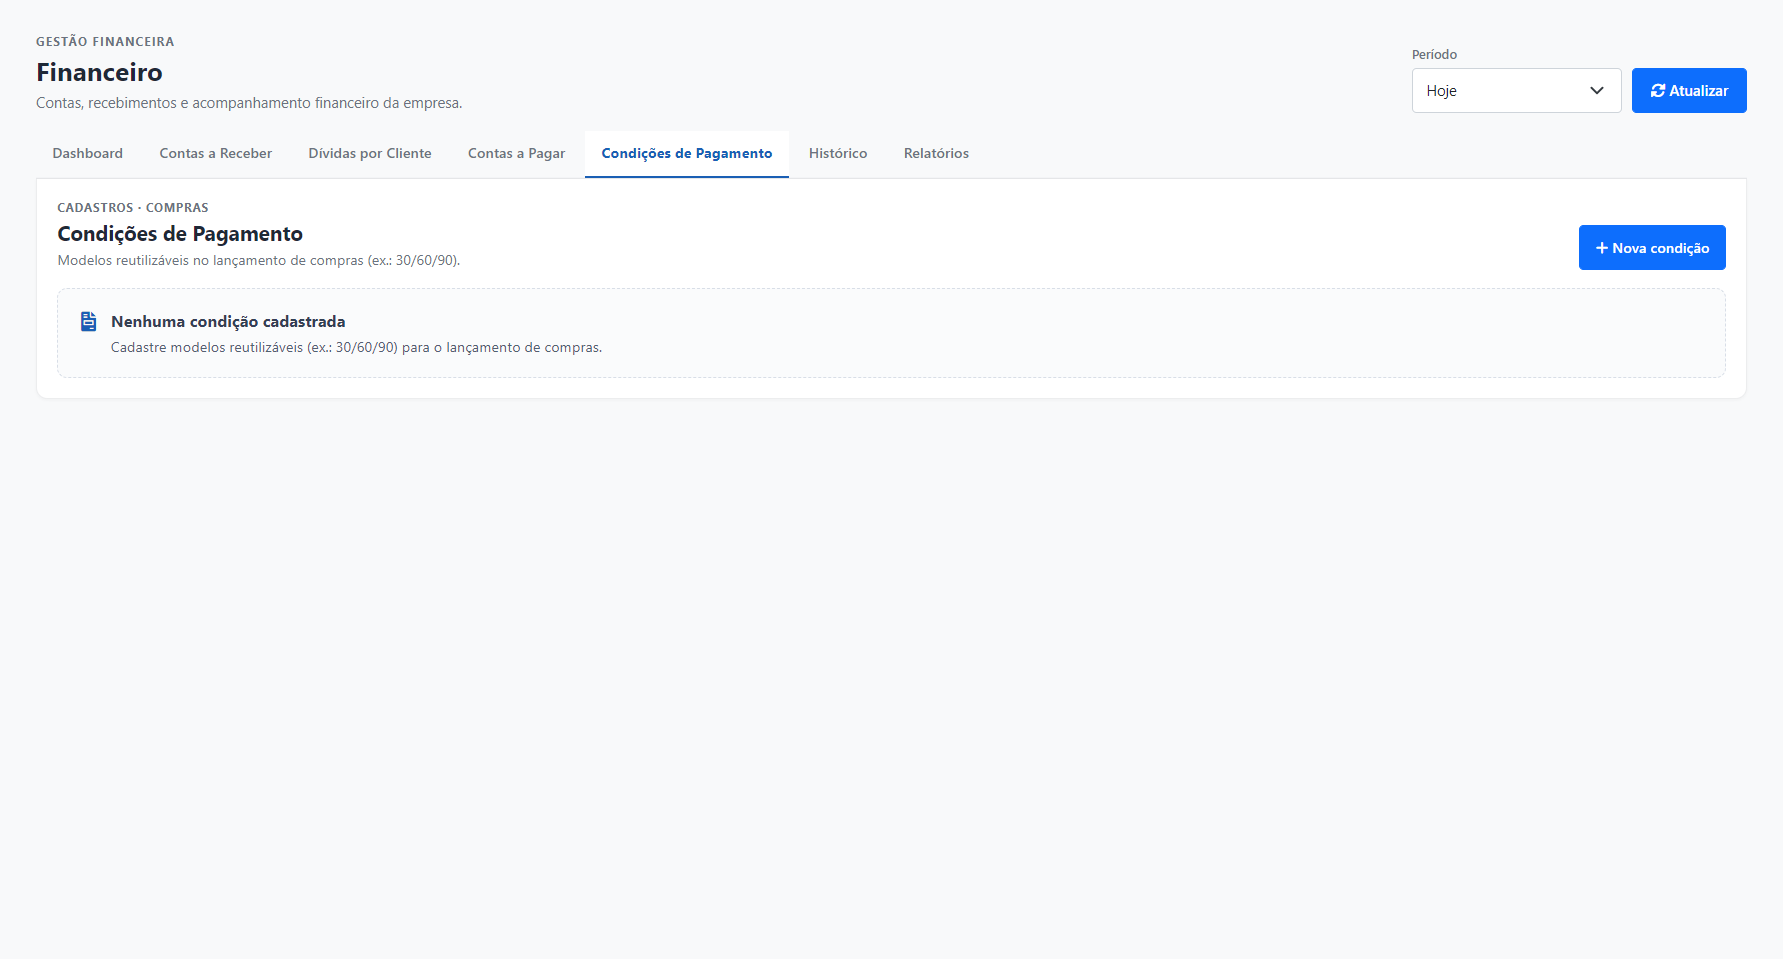 GESTÃO FINANCEIRA
Financeiro
Contas, recebimentos e acompanhamento financeiro da empresa.
Período
Hoje
Atualizar
Dashboard
Contas a Receber
Dívidas por Cliente
Contas a Pagar
Condições de Pagamento
Histórico
Relatórios
CADASTROS · COMPRAS
Condições de Pagamento
Modelos reutilizáveis no lançamento de compras (ex.: 30/60/90).
+ Nova condição
Nenhuma condição cadastrada
Cadastre modelos reutilizáveis (ex.: 30/60/90) para o lançamento de compras.